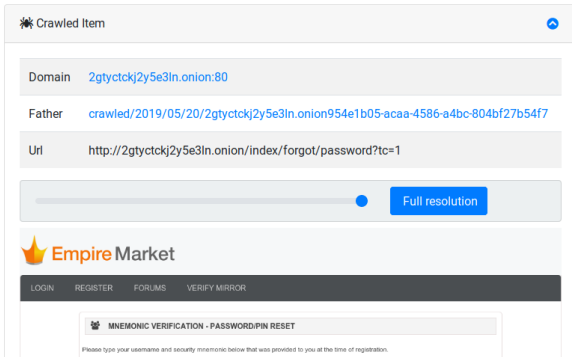 Crawled Item
Domain 2gtyctckj2y5e3ln.onion:80
Father crawled/2019/05/20/2gtyctckj2y5e3ln.onion954e1b05-acaa-4586-a4bc-804bf27b54f7
Url http://2gtyctckj2y5e3ln.onion/index/forgot/password?tc=1
Full resolution
Empire Market
LOGIN REGISTER FORUMS VERIFY MIRROR
MNEMONIC VERIFICATION - PASSWORD/PIN RESET
Please type your username and security mnemonic below that was provided to you at the time of registration.